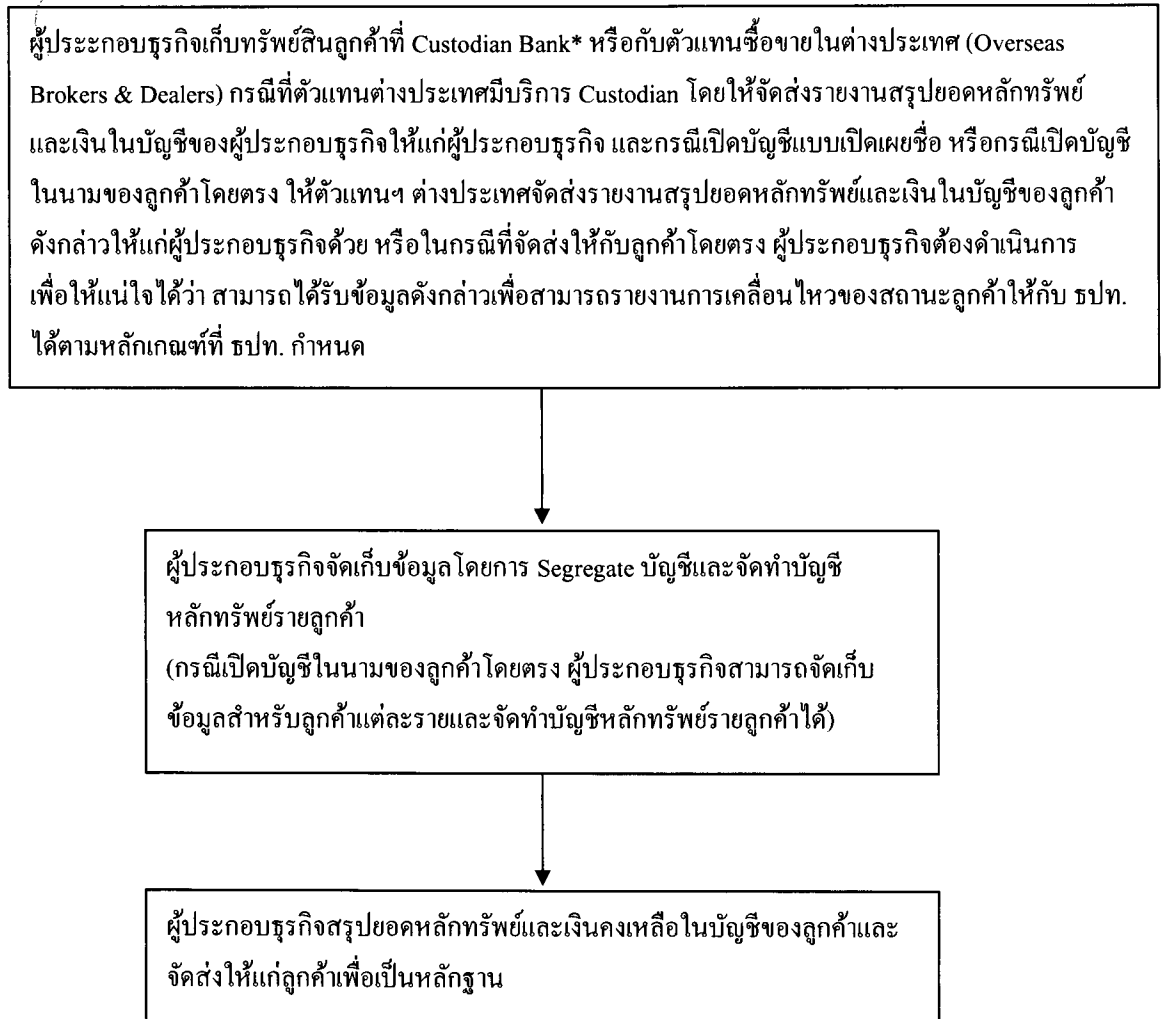 ผู้ประะกอบธุรกิจเก็บทรัพย์สินลูกค้าที่ Custodian Bank* หรือกับตัวแทนซื้อขายในต่างประเทศ (Overseas
Brokers & Dealers) กรณีที่ตัวแทนต่างประเทศมีบริการ Custodian โดยให้จัดส่งรายงานสรุปยอดหลักทรัพย์
และเงินในบัญชีของผู้ประกอบธุรกิจให้แก่ผู้ประกอบธุรกิจ และกรณีเปิดบัญชีแบบเปิดเผยชื่อ หรือกรณีเปิดบัญชี
ในนามของลูกค้าโดยตรง ให้ตัวแทนฯ ต่างประเทศจัดส่งรายงานสรุปยอดหลักทรัพย์และเงินในบัญชีของลูกค้า
ดังกล่าวให้แก่ผู้ประกอบธุรกิจด้วย หรือในกรณีที่จัดส่งให้กับลูกค้าโดยตรง ผู้ประกอบธุรกิจต้องดำเนินการ
เพื่อให้แน่ใจได้ว่า สามารถได้รับข้อมูลดังกล่าวเพื่อสามารถรายงานการเคลื่อนไหวของสถานะลูกค้าให้กับ ธปท.
ได้ตามหลักเกณฑ์ที่ ธปท. กำหนด
ผู้ประกอบธุรกิจจัดเก็บข้อมูลโดยการ Segregate บัญชีและจัดทำบัญชี
หลักทรัพย์รายลูกค้า
(กรณีเปิดบัญชีในนามของลูกค้าโดยตรง ผู้ประกอบธุรกิจสามารถจัดเก็บ
ข้อมูลสำหรับลูกค้าแต่ละรายและจัดทำบัญชีหลักทรัพย์รายลูกค้าได้)
ผู้ประกอบธุรกิจสรุปยอดหลักทรัพย์และเงินคงเหลือในบัญชีของลูกค้าและ
จัดส่งให้แก่ลูกค้าเพื่อเป็นหลักฐาน